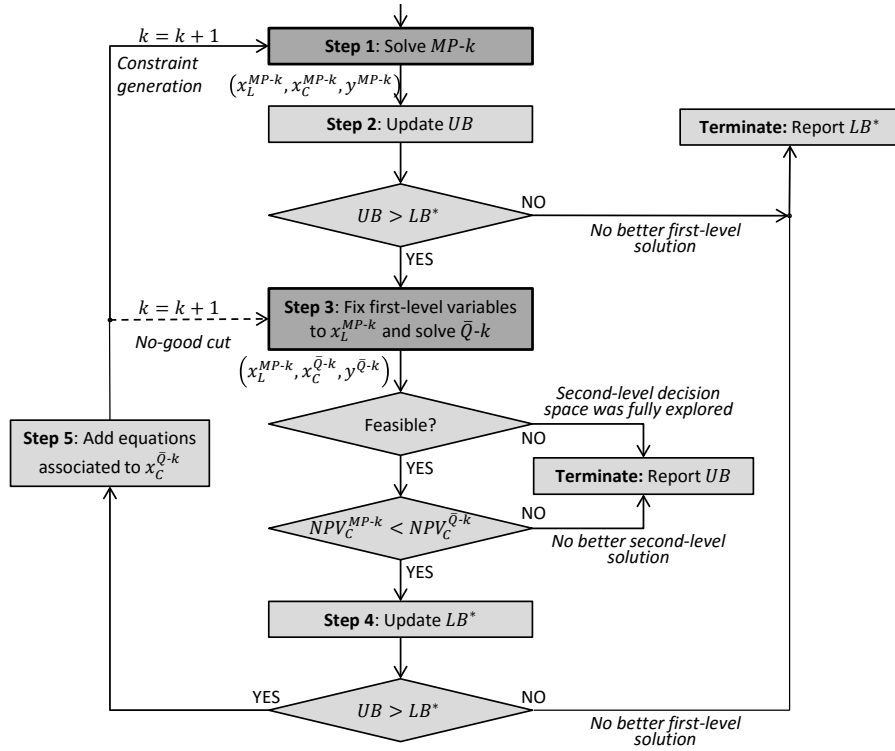 k = k + 1
Constraint
generation
Step 1: Solve MP-k
(x_L^{MP-k}, x_C^{MP-k}, y^{MP-k})
Step 2: Update UB
Terminate: Report LB*
UB > LB*
NO
No better first-level
solution
YES
k = k + 1
No-good cut
Step 3: Fix first-level variables
to x_L^{MP-k} and solve Q̄-k
(x_L^{MP-k}, x_C^{Q̄-k}, y^{Q̄-k})
Second-level decision
space was fully explored
Feasible?
NO
YES
Step 5: Add equations
associated to x_C^{Q̄-k}
Terminate: Report UB
NPV_C^{MP-k} < NPV_C^{Q̄-k}
NO
No better second-level
solution
YES
Step 4: Update LB*
YES
UB > LB*
NO
No better first-level
solution